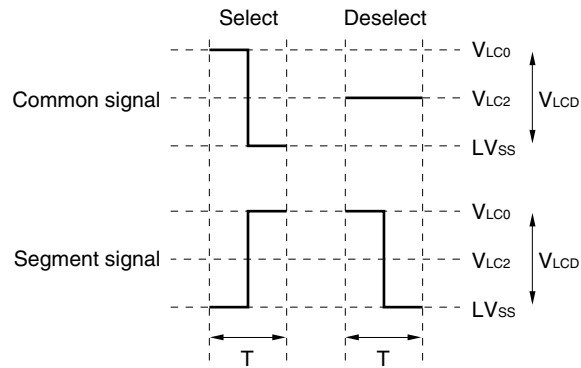 Select Deselect
Common signal
VLC0
VLC2
LVSS
VLCD
Segment signal
VLC0
VLC2
LVSS
VLCD
T T